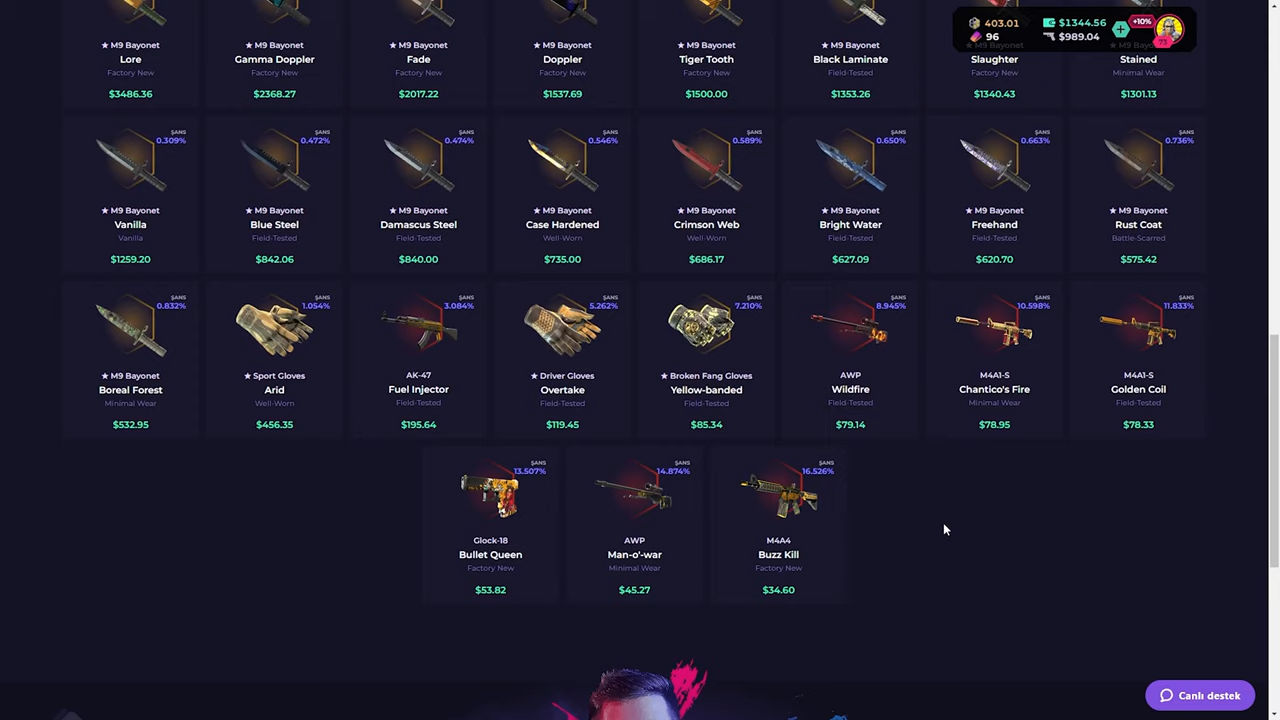 403.01
$1344.56
+10%
96
$989.04
73
★ M9 Bayonet
Lore
Factory New
$3486.36
★ M9 Bayonet
Gamma Doppler
Factory New
$2368.27
★ M9 Bayonet
Fade
Factory New
$2017.22
★ M9 Bayonet
Doppler
Factory New
$1537.69
★ M9 Bayonet
Tiger Tooth
Factory New
$1500.00
★ M9 Bayonet
Black Laminate
Field-Tested
$1353.26
★ M9 Bayonet
Slaughter
Factory New
$1340.43
★ M9 Bayonet
Stained
Minimal Wear
$1301.13
ŞANS
0.309%
★ M9 Bayonet
Vanilla
Vanilla
$1259.20
ŞANS
0.472%
★ M9 Bayonet
Blue Steel
Field-Tested
$842.06
ŞANS
0.474%
★ M9 Bayonet
Damascus Steel
Field-Tested
$840.00
ŞANS
0.546%
★ M9 Bayonet
Case Hardened
Well-Worn
$735.00
ŞANS
0.589%
★ M9 Bayonet
Crimson Web
Well-Worn
$686.17
ŞANS
0.650%
★ M9 Bayonet
Bright Water
Field-Tested
$627.09
ŞANS
0.663%
★ M9 Bayonet
Freehand
Field-Tested
$620.70
ŞANS
0.736%
★ M9 Bayonet
Rust Coat
Battle-Scarred
$575.42
ŞANS
0.832%
★ M9 Bayonet
Boreal Forest
Minimal Wear
$532.95
ŞANS
1.054%
★ Sport Gloves
Arid
Well-Worn
$456.35
ŞANS
3.084%
AK-47
Fuel Injector
Field-Tested
$195.64
ŞANS
5.262%
★ Driver Gloves
Overtake
Field-Tested
$119.45
ŞANS
7.210%
★ Broken Fang Gloves
Yellow-banded
Field-Tested
$85.34
ŞANS
8.945%
AWP
Wildfire
Field-Tested
$79.14
ŞANS
10.598%
M4A1-S
Chantico's Fire
Minimal Wear
$78.95
ŞANS
11.833%
M4A1-S
Golden Coil
Field-Tested
$78.33
ŞANS
13.507%
Glock-18
Bullet Queen
Factory New
$53.82
ŞANS
14.874%
AWP
Man-o'-war
Minimal Wear
$45.27
ŞANS
16.526%
M4A4
Buzz Kill
Factory New
$34.60
Canlı destek